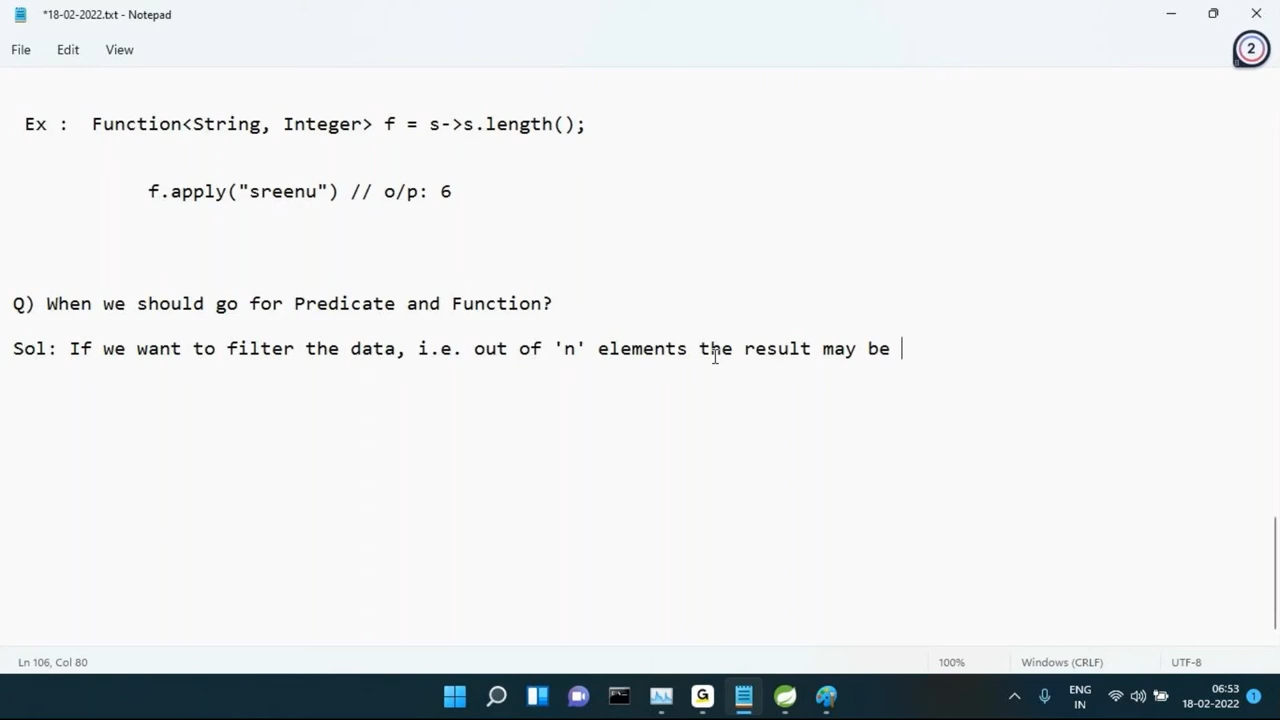 *18-02-2022.txt - Notepad
File Edit View
2
Ex : Function<String, Integer> f = s->s.length();
f.apply("sreenu") // o/p: 6
Q) When we should go for Predicate and Function?
Sol: If we want to filter the data, i.e. out of 'n' elements the result may be
Ln 106, Col 80 100% Windows (CRLF) UTF-8
G
ENG
IN
06:53
18-02-2022
1